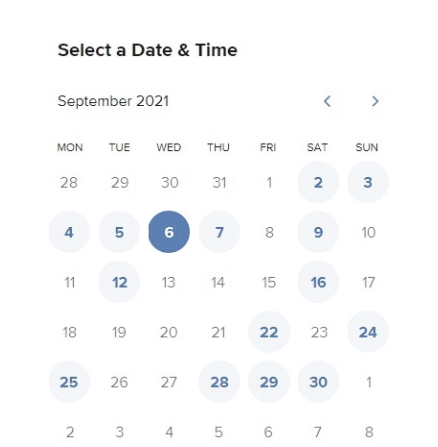 Select a Date & Time
September 2021
MON TUE WED THU FRI SAT SUN
28 29 30 31 1 2 3
4 5 6 7 8 9 10
11 12 13 14 15 16 17
18 19 20 21 22 23 24
25 26 27 28 29 30 1
2 3 4 5 6 7 8